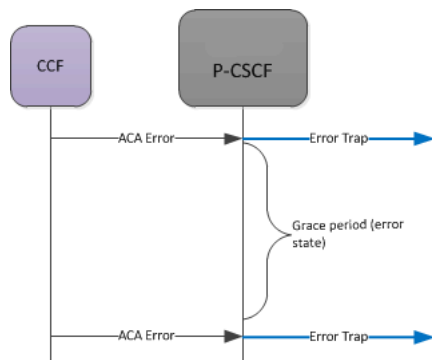 CCF
P-CSCF
ACA Error
Error Trap
Grace period (error
state)
ACA Error
Error Trap